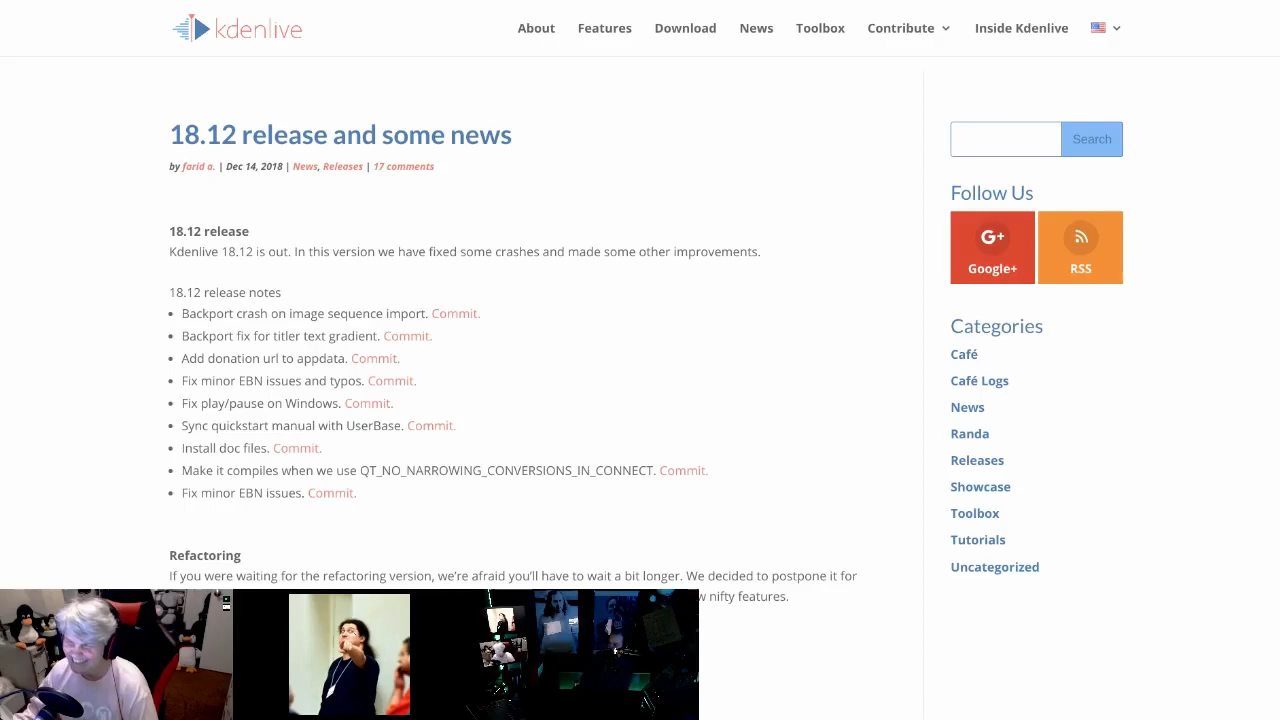 kdenlive
About Features Download News Toolbox Contribute Inside Kdenlive
18.12 release and some news
by farid a. | Dec 14, 2018 | News, Releases | 17 comments
18.12 release
Kdenlive 18.12 is out. In this version we have fixed some crashes and made some other improvements.
18.12 release notes
Backport crash on image sequence import. Commit.
Backport fix for titler text gradient. Commit.
Add donation url to appdata. Commit.
Fix minor EBN issues and typos. Commit.
Fix play/pause on Windows. Commit.
Sync quickstart manual with UserBase. Commit.
Install doc files. Commit.
Make it compiles when we use QT_NO_NARROWING_CONVERSIONS_IN_CONNECT. Commit.
Fix minor EBN issues. Commit.
Refactoring
If you were waiting for the refactoring version, we're afraid you'll have to wait a bit longer. We decided to postpone it for
nifty features.
Search
Follow Us
G+
Google+
RSS
Categories
Café
Café Logs
News
Randa
Releases
Showcase
Toolbox
Tutorials
Uncategorized